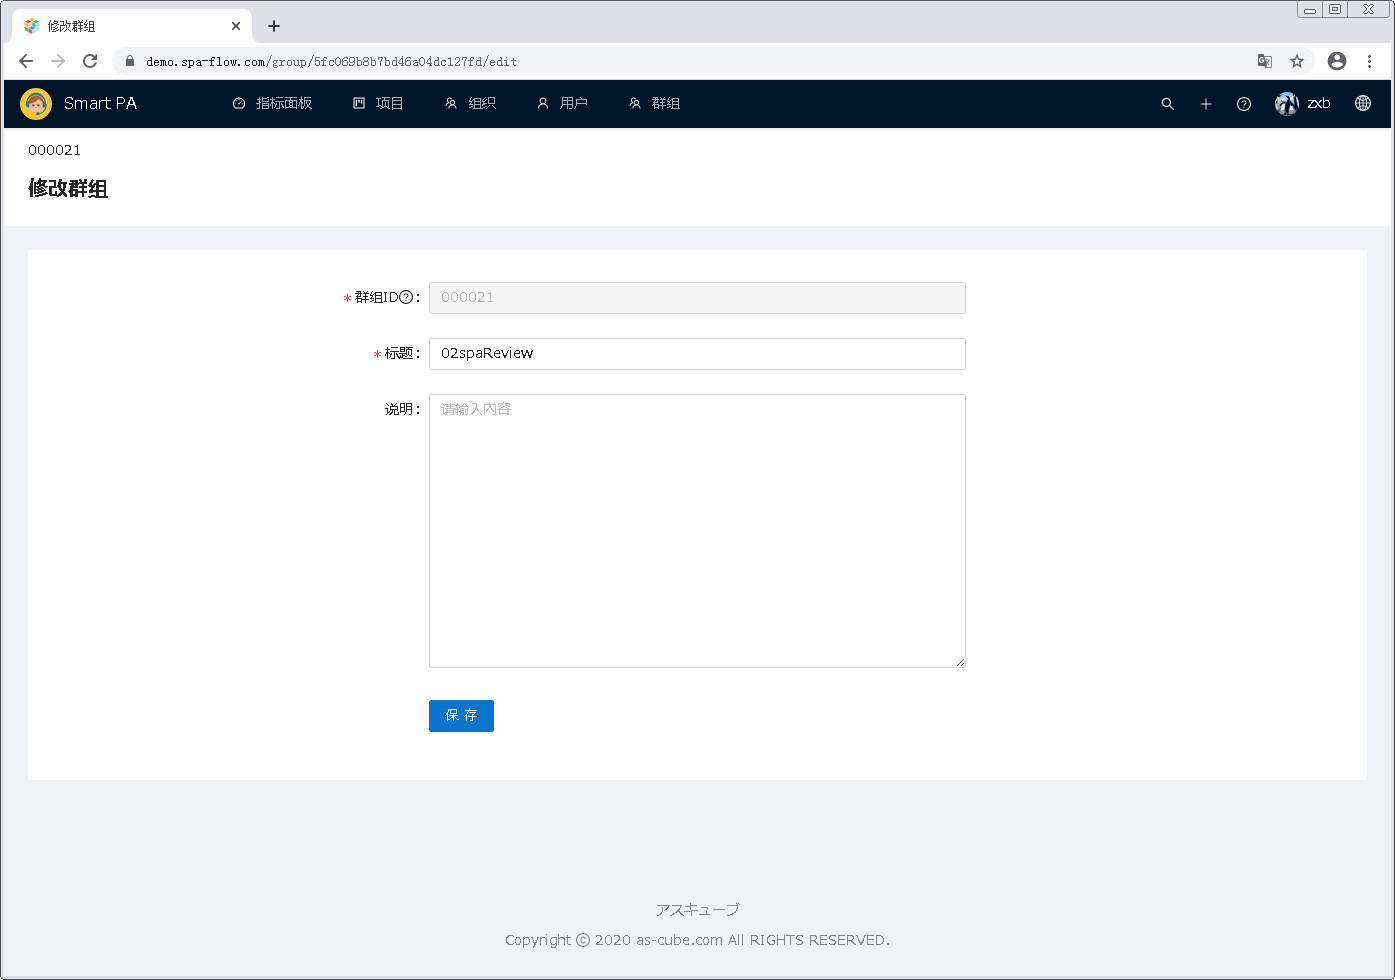 修改群组
demo.spa-flow.com/group/5fc069b8b7bd46a04dc127fd/edit
Smart PA 指标面板 项目 组织 用户 群组 zxb
000021
修改群组
* 群组ID : 000021
* 标题 : 02spaReview
说明 : 请输入内容
保 存
アスキューブ
Copyright © 2020 as-cube.com All RIGHTS RESERVED.